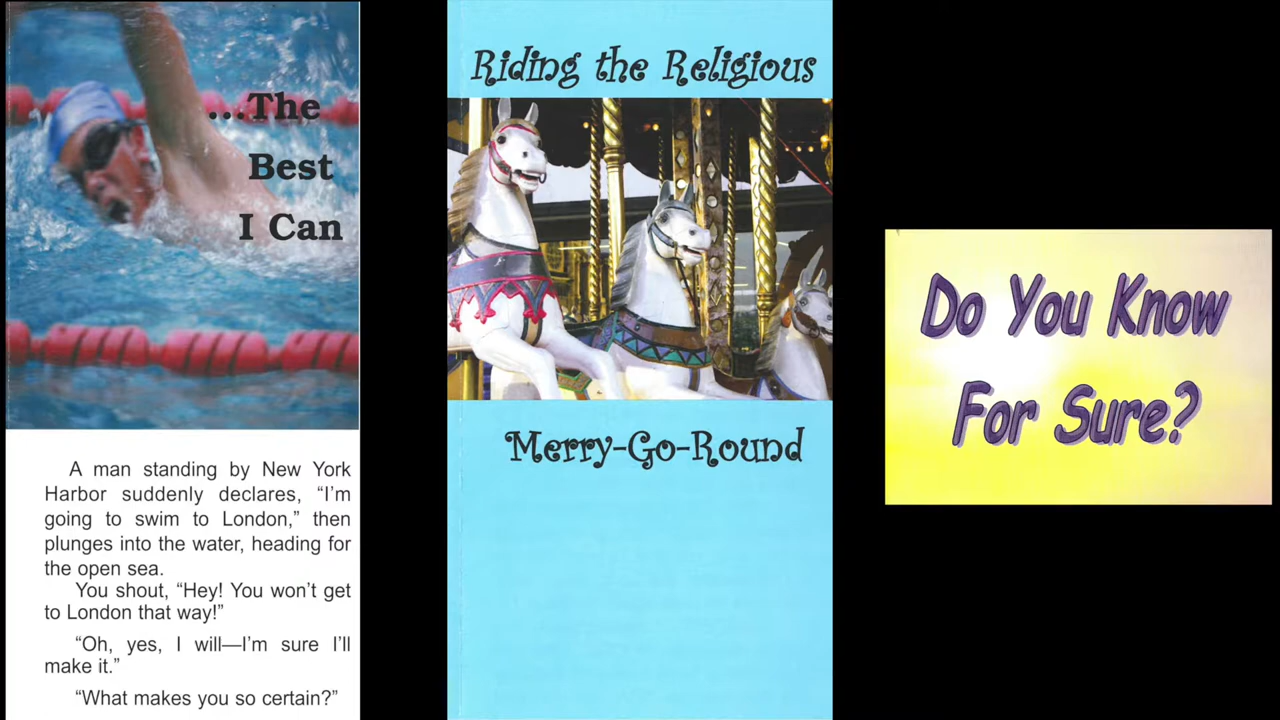 ...The
Best
I Can
A man standing by New York
Harbor suddenly declares, “I’m
going to swim to London,” then
plunges into the water, heading for
the open sea.
You shout, “Hey! You won’t get
to London that way!”
“Oh, yes, I will—I’m sure I’ll
make it.”
“What makes you so certain?”
Riding the Religious
Merry-Go-Round
Do You Know
For Sure?